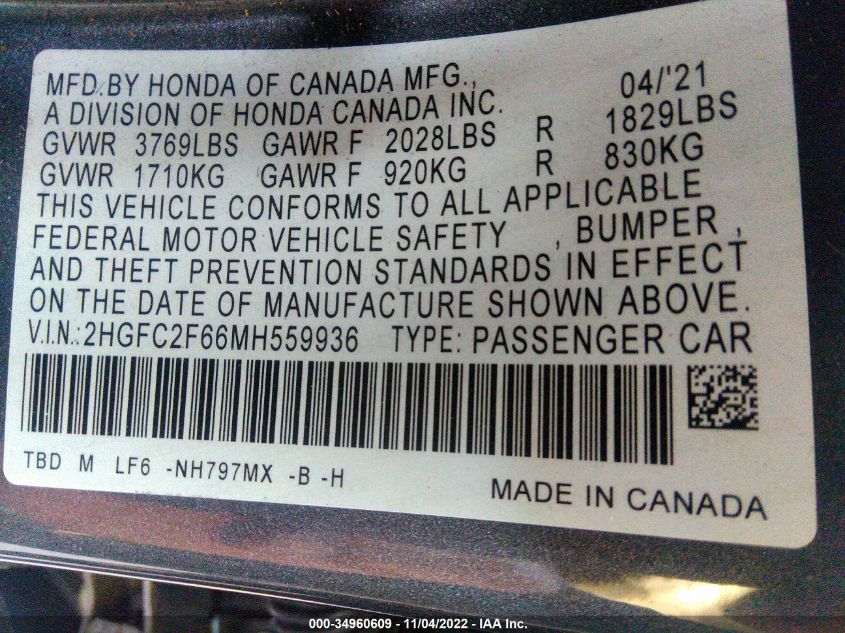 MFD.BY HONDA OF CANADA MFG., 04/'21
A DIVISION OF HONDA CANADA INC.
GVWR 3769LBS GAWR F 2028LBS R 1829LBS
GVWR 1710KG GAWR F 920KG R 830KG
THIS VEHICLE CONFORMS TO ALL APPLICABLE
FEDERAL MOTOR VEHICLE SAFETY , BUMPER ,
AND THEFT PREVENTION STANDARDS IN EFFECT
ON THE DATE OF MANUFACTURE SHOWN ABOVE.
V.I.N.: 2HGFC2F66MH559936 TYPE: PASSENGER CAR
TBD M LF6 -NH797MX -B -H
MADE IN CANADA
000-34960609 - 11/04/2022 - IAA Inc.